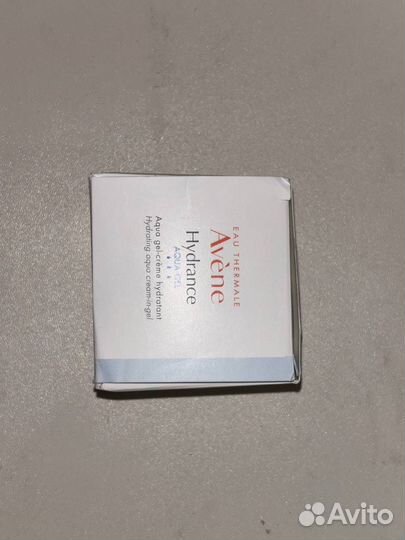 EAU THERMALE
Avène
Hydrance
AQUA GEL
Aqua gel-crème hydratant
Hydrating aqua cream-in-gel
Avito